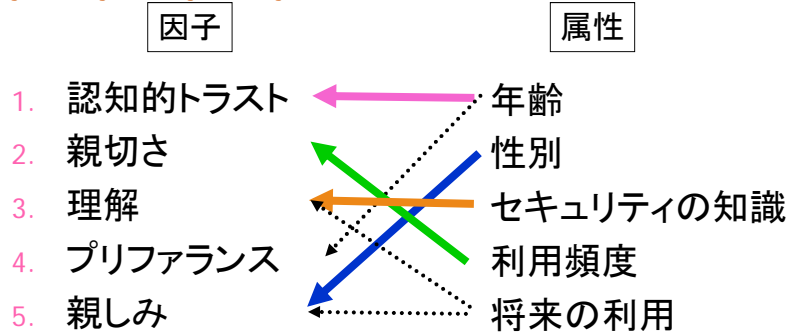 因子
属性
1. 認知的トラスト
年齢
2. 親切さ
性別
3. 理解
セキュリティの知識
4. プリファランス
利用頻度
5. 親しみ
将来の利用